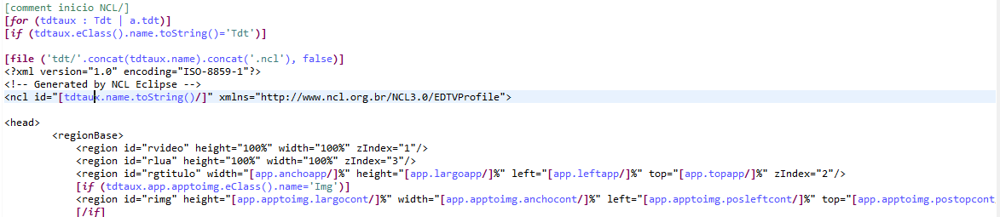 [comment inicio NCL/]
[for (tdtaux : Tdt | a.tdt)]
[if (tdtaux.eClass().name.toString()='Tdt')]
[file ('tdt/'.concat(tdtaux.name).concat('.ncl'), false)]
<?xml version="1.0" encoding="ISO-8859-1"?>
<!-- Generated by NCL Eclipse -->
<ncl id="[tdtaux.name.toString()/]" xmlns="http://www.ncl.org.br/NCL3.0/EDTVProfile">
<head>
<regionBase>
<region id="rvideo" height="100%" width="100%" zIndex="1"/>
<region id="rlua" height="100%" width="100%" zIndex="3"/>
<region id="rgtitulo" width="[app.anchoapp/]%" height="[app.largoapp/]%" left="[app.leftapp/]%" top="[app.topapp/]%" zIndex="2"/>
[if (tdtaux.app.apptoimg.eClass().name='Img')]
<region id="rimg" height="[app.apptoimg.largocont/]%" width="[app.apptoimg.anchocont/]%" left="[app.apptoimg.posleftcont/]%" top="[app.apptoimg.postopcont
[/if]